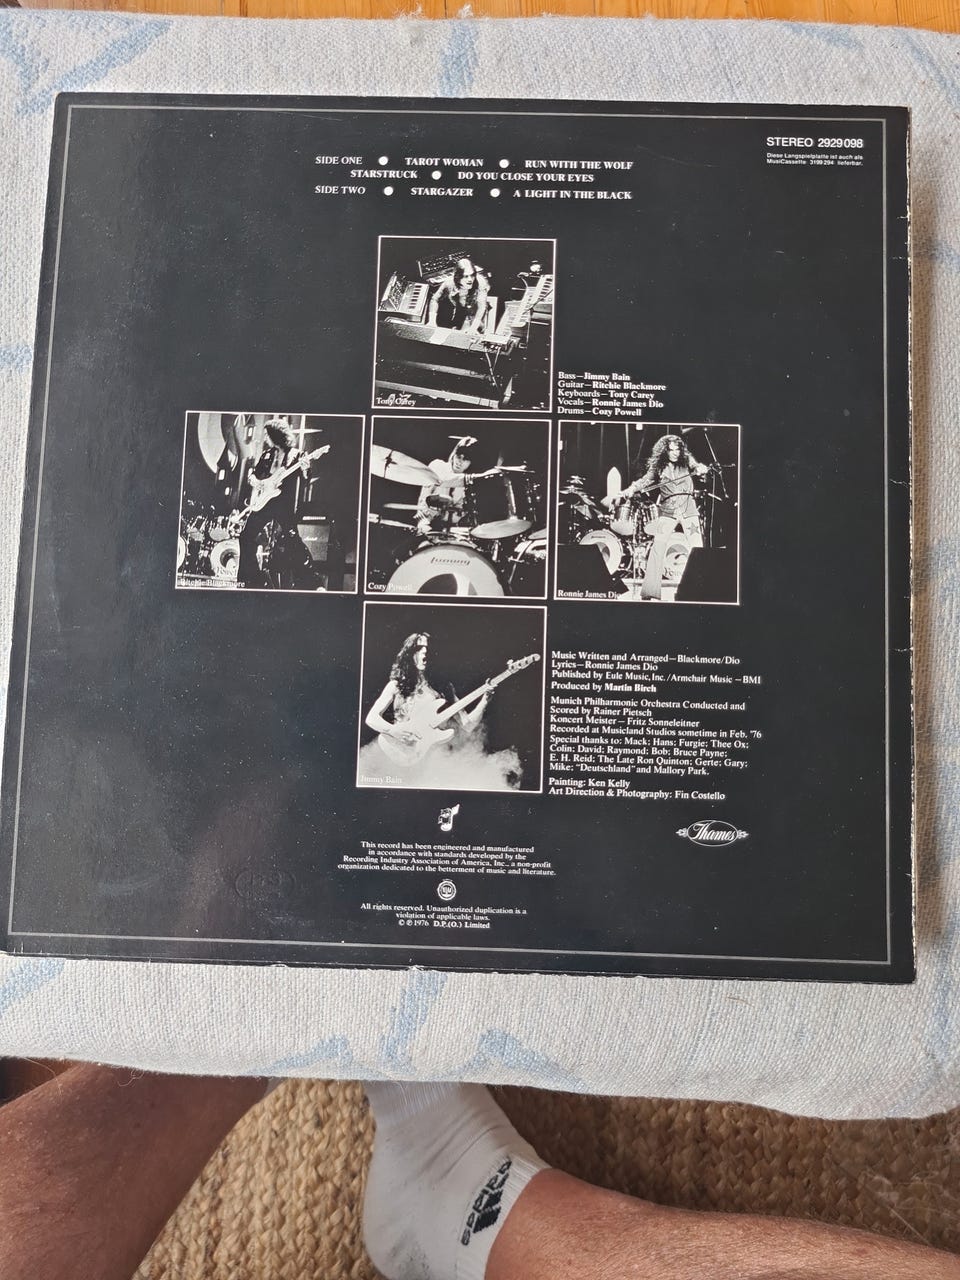 STEREO 2929098
Diese Langspielplatte ist auch als
MusiCassette 3199 294 lieferbar.
SIDE ONE ● TAROT WOMAN ● RUN WITH THE WOLF
STARSTRUCK ● DO YOU CLOSE YOUR EYES
SIDE TWO ● STARGAZER ● A LIGHT IN THE BLACK
Tony Carey
Bass—Jimmy Bain
Guitar—Ritchie Blackmore
Keyboards—Tony Carey
Vocals—Ronnie James Dio
Drums—Cozy Powell
Ritchie Blackmore
Cozy Powell
Ludwig
Ronnie James Dio
Jimmy Bain
Music Written and Arranged—Blackmore/Dio
Lyrics—Ronnie James Dio
Published by Eule Music, Inc./Armchair Music—BMI
Produced by Martin Birch
Munich Philharmonic Orchestra Conducted and
Scored by Rainer Pietsch
Koncert Meister—Fritz Sonneleitner
Recorded at Musicland Studios sometime in Feb. '76
Special thanks to: Mack; Hans; Furgie; Thee Ox;
Colin; David; Raymond; Bob; Bruce Payne;
E. H. Reid; The Late Ron Quinton; Gerte; Gary;
Mike; "Deutschland" and Mallory Park.
Painting: Ken Kelly
Art Direction & Photography: Fin Costello
Thames
This record has been engineered and manufactured
in accordance with standards developed by the
Recording Industry Association of America, Inc., a non-profit
organization dedicated to the betterment of music and literature.
All rights reserved. Unauthorized duplication is a
violation of applicable laws.
© ℗ 1976 D.P.(O.) Limited